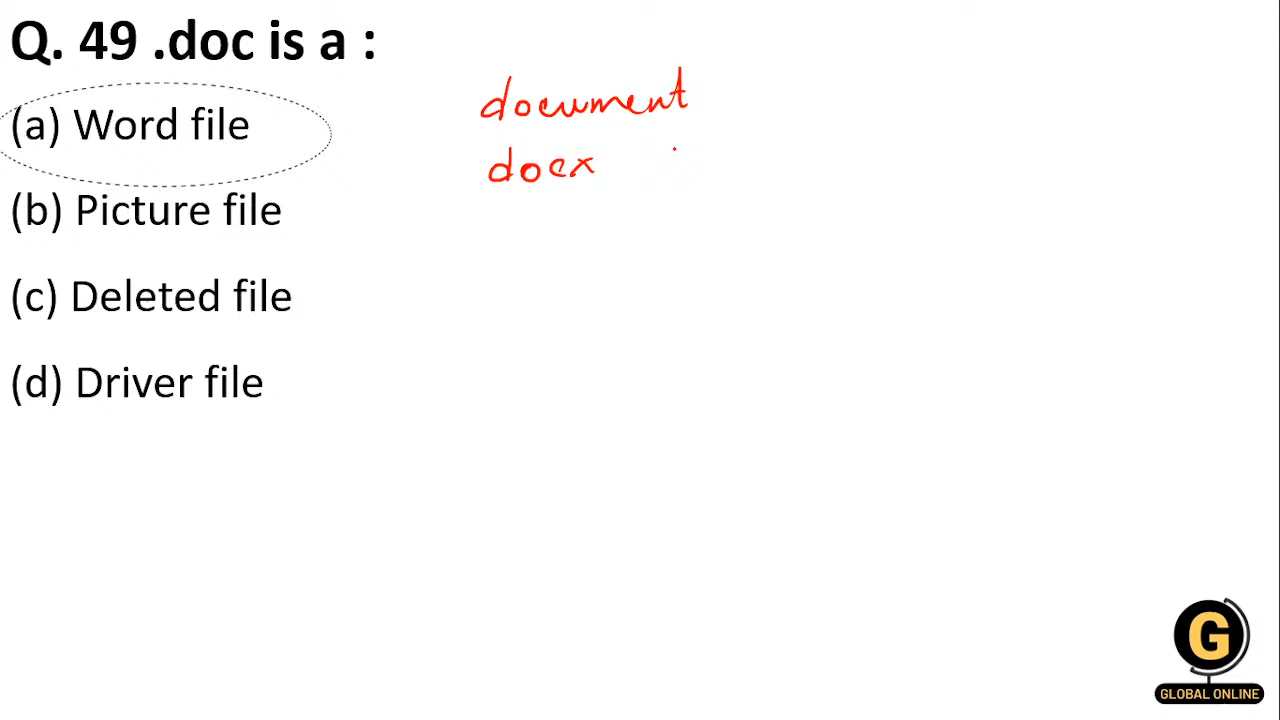 Q. 49 .doc is a :
(a) Word file
document
docx
(b) Picture file
(c) Deleted file
(d) Driver file
G
GLOBAL ONLINE